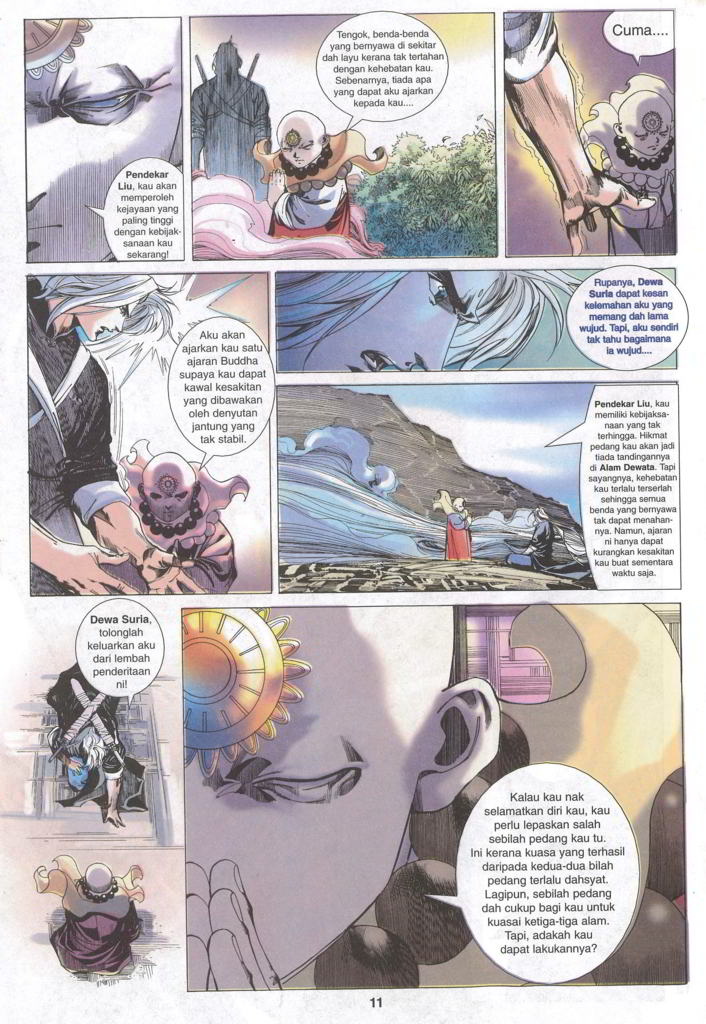 Pendekar
Liu, kau akan
memperoleh
kejayaan yang
paling tinggi
dengan kebijak-
sanaan kau
sekarang!
Tengok, benda-benda
yang bernyawa di sekitar
dah layu kerana tak tertahan
dengan kehebatan kau.
Sebenarnya, tiada apa
yang dapat aku ajarkan
kepada kau....
Cuma....
Aku akan
ajarkan kau satu
ajaran Buddha
supaya kau dapat
kawal kesakitan
yang dibawakan
oleh denyutan
jantung yang
tak stabil.
Rupanya, Dewa
Suria dapat kesan
kelemahan aku yang
memang dah lama
wujud. Tapi, aku sendiri
tak tahu bagaimana
ia wujud....
Pendekar Liu, kau
memiliki kebijaksa-
naan yang tak
terhingga. Hikmat
pedang kau akan jadi
tiada tandingannya
di Alam Dewata. Tapi
sayangnya, kehebatan
kau terlalu terserlah
sehingga semua
benda yang bernyawa
tak dapat menahan-
nya. Namun, ajaran
ni hanya dapat
kurangkan kesakitan
kau buat sementara
waktu saja.
Dewa Suria,
tolonglah
keluarkan aku
dari lembah
penderitaan
ni!
Kalau kau nak
selamatkan diri kau, kau
perlu lepaskan salah
sebilah pedang kau tu.
Ini kerana kuasa yang terhasil
daripada kedua-dua bilah
pedang terlalu dahsyat.
Lagipun, sebilah pedang
dah cukup bagi kau untuk
kuasai ketiga-tiga alam.
Tapi, adakah kau
dapat lakukannya?
11